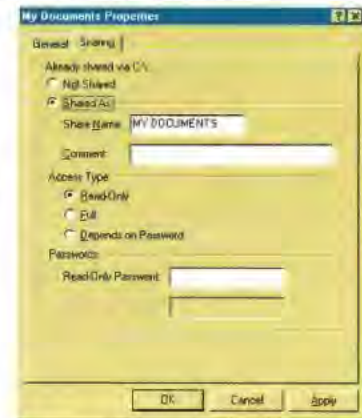 My Documents Properties
General Sharing
Already shared via C:\
Not Shared
Shared As
Share Name: MY DOCUMENTS
Comment:
Access Type:
Read-Only
Full
Depends on Password
Passwords:
Read-Only Password:
OK Cancel Apply